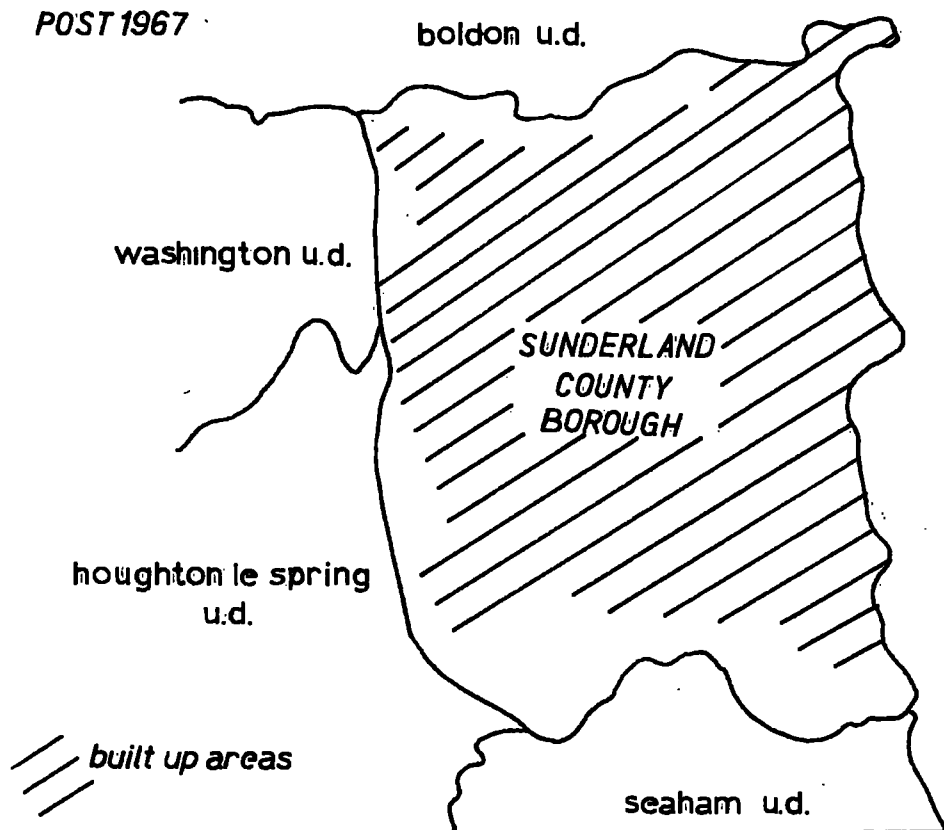 POST 1967
boldon u.d.
washington u.d.
SUNDERLAND
COUNTY
BOROUGH
houghton le spring
u.d.
built up areas
seaham u.d.